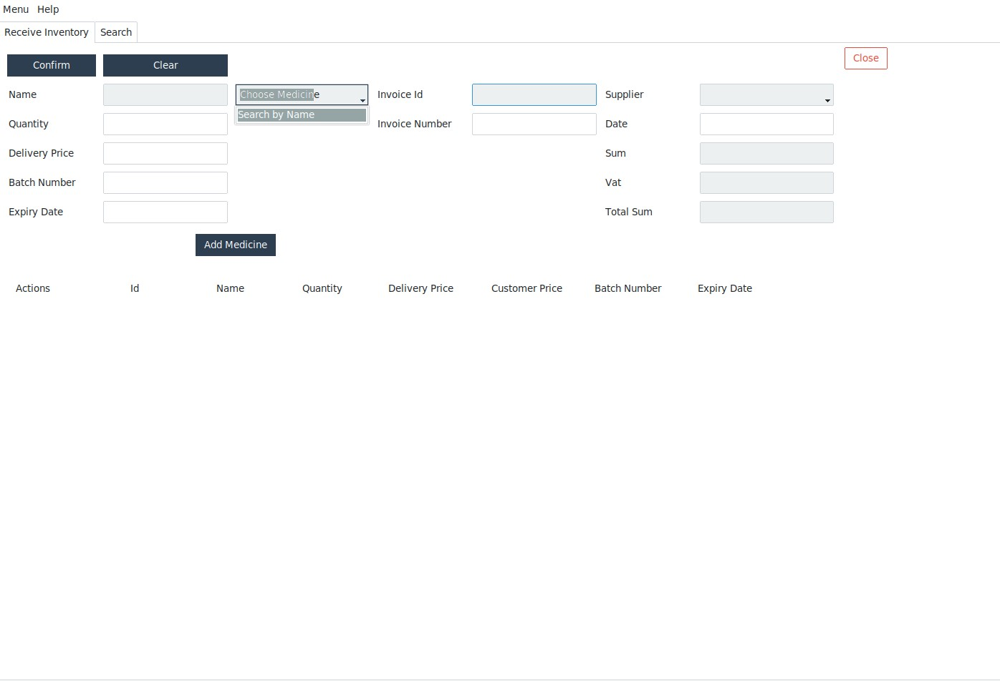 Menu Help
Receive Inventory Search
Close
Confirm Clear
Name Choose Medicine Invoice Id Supplier
Search by Name
Quantity Invoice Number Date
Delivery Price Sum
Batch Number Vat
Expiry Date Total Sum
Add Medicine
Actions Id Name Quantity Delivery Price Customer Price Batch Number Expiry Date